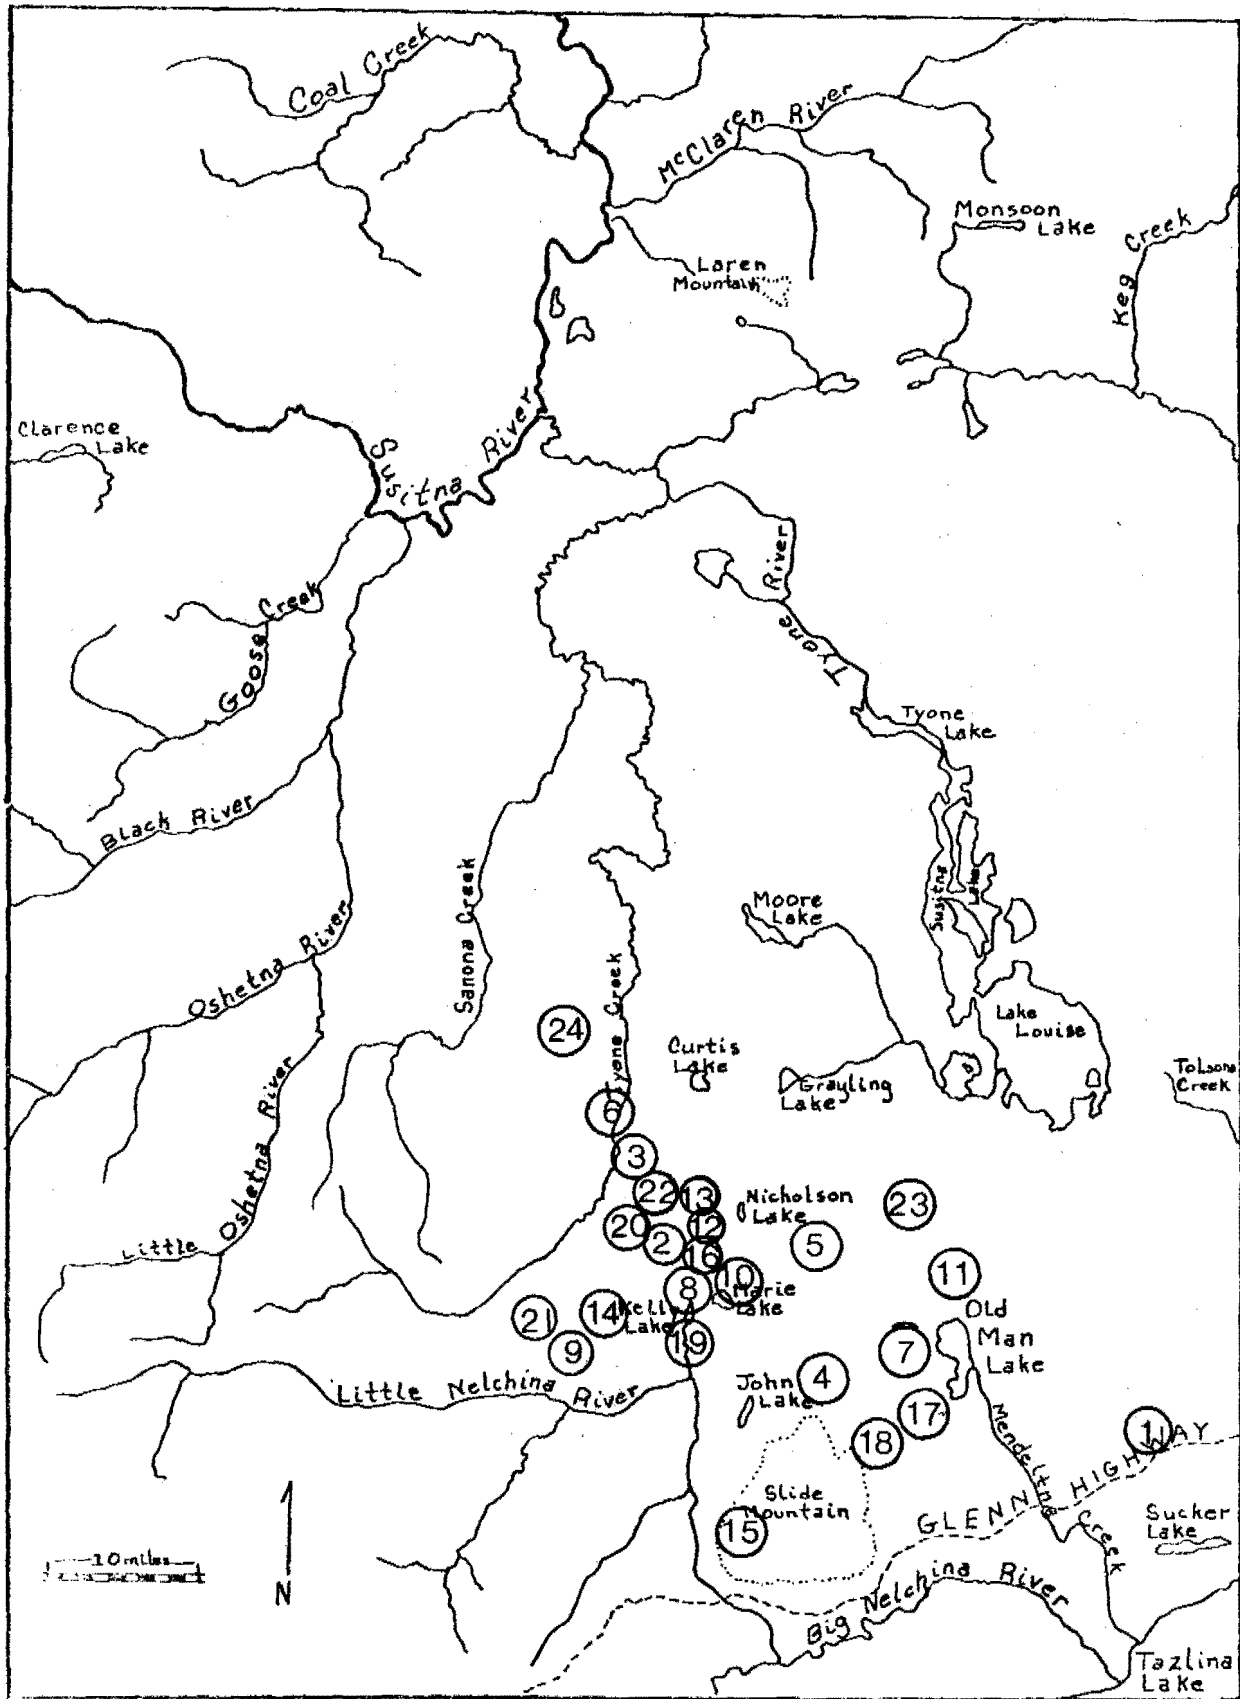 Coal Creek
McClaren River
Monsoon
Lake
Keg Creek
Laren
Mountain
Clarence
Lake
Susitna River
Goose Creek
Tyone River
Tyone
Lake
Black River
Susitna
Lake
Moore
Lake
Sanona Creek
Oshetna River
Tyone Creek
Lake
Louise
24
Curtis
Lake
Grayling
Lake
Tolsona
Creek
6
Little Oshetna River
3
22
13
Nicholson
Lake
23
20
12
2
16
5
10
11
8
Marie
Lake
21
14
Kelly
Lake
19
9
Old
Man
Lake
7
4
John
Lake
Little Nelchina River
17
18
1
Mendeltna Creek
GLENN HIGHWAY
Slide
Mountain
15
Sucker
Lake
10 miles
N
Big Nelchina River
Tazlina
Lake